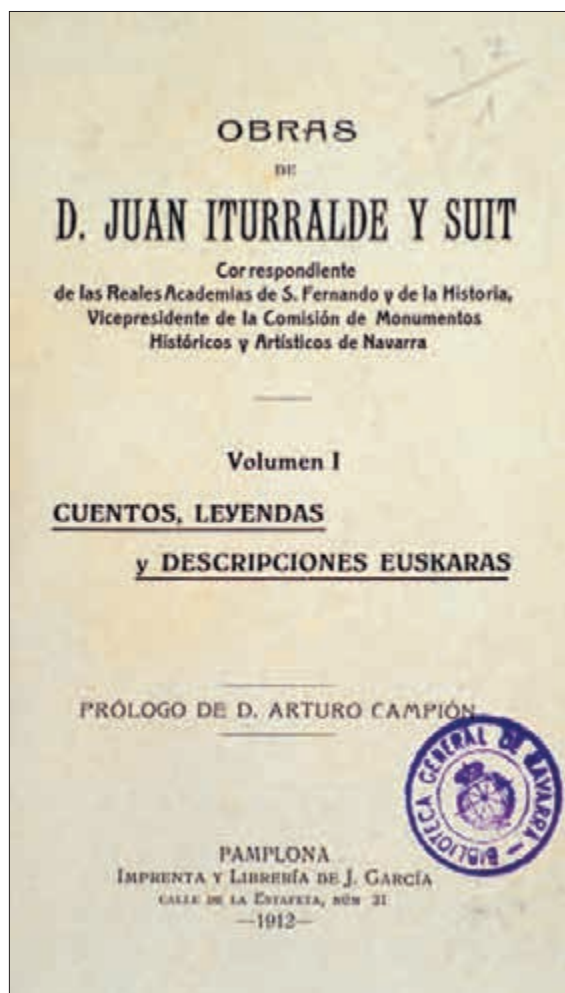 OBRAS
DE
D. JUAN ITURRALDE Y SUIT
Correspondiente
de las Reales Academias de S. Fernando y de la Historia,
Vicepresidente de la Comisión de Monumentos
Históricos y Artísticos de Navarra
Volumen I
CUENTOS, LEYENDAS
y DESCRIPCIONES EUSKARAS
PRÓLOGO DE D. ARTURO CAMPIÓN
BIBLIOTECA GENERAL DE NAVARRA
PAMPLONA
IMPRENTA Y LIBRERÍA DE J. GARCÍA
CALLE DE LA ESTAFETA, NÚM 31
—1912—